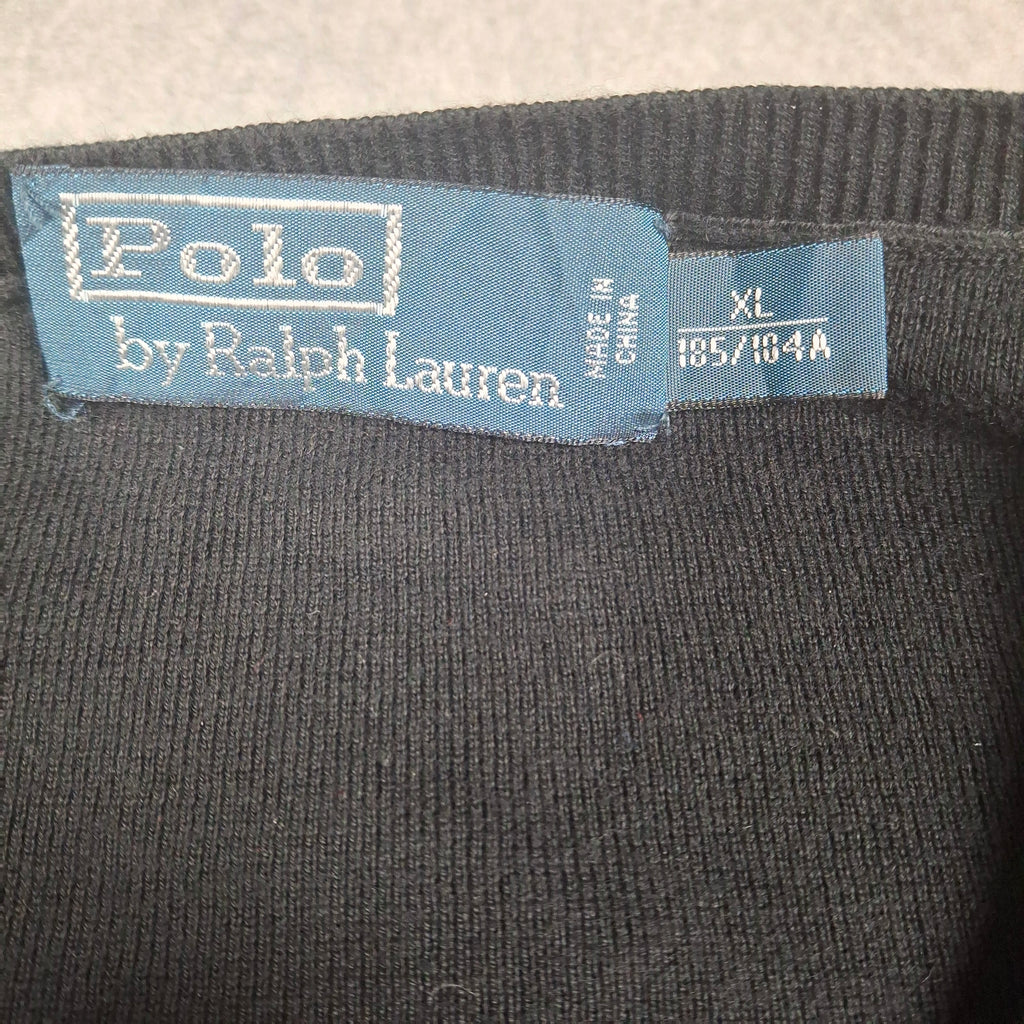 Polo
by Ralph Lauren
MADE IN
CHINA
XL
185/104A